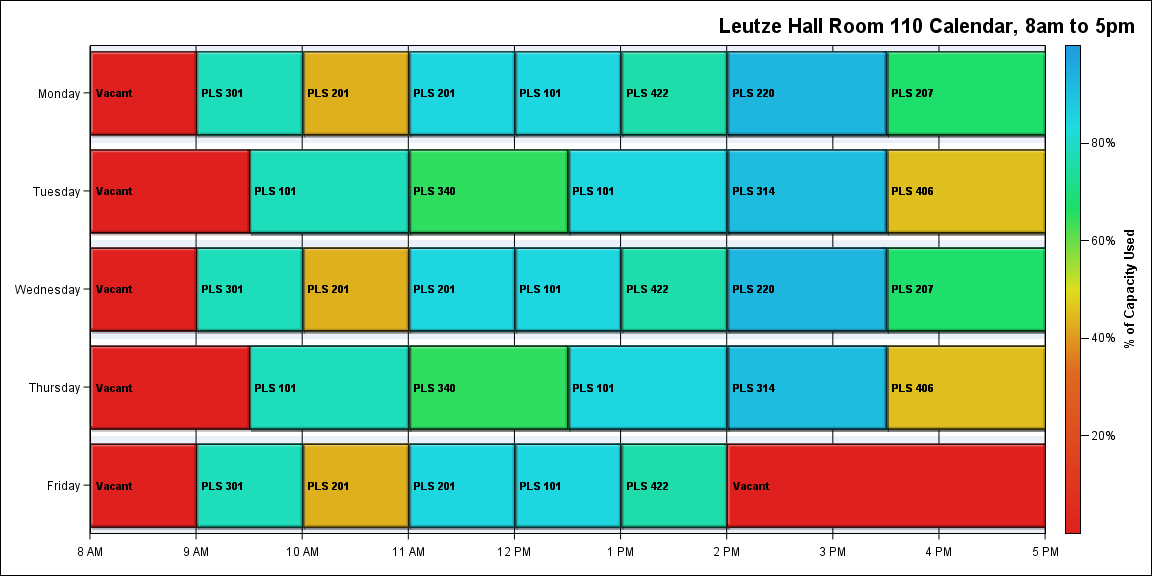 Leutze Hall Room 110 Calendar, 8am to 5pm
Monday
Vacant
PLS 301
PLS 201
PLS 201
PLS 101
PLS 422
PLS 220
PLS 207
Tuesday
Vacant
PLS 101
PLS 340
PLS 101
PLS 314
PLS 406
Wednesday
Vacant
PLS 301
PLS 201
PLS 201
PLS 101
PLS 422
PLS 220
PLS 207
Thursday
Vacant
PLS 101
PLS 340
PLS 101
PLS 314
PLS 406
Friday
Vacant
PLS 301
PLS 201
PLS 201
PLS 101
PLS 422
Vacant
8 AM
9 AM
10 AM
11 AM
12 PM
1 PM
2 PM
3 PM
4 PM
5 PM
80%
60%
40%
20%
% of Capacity Used